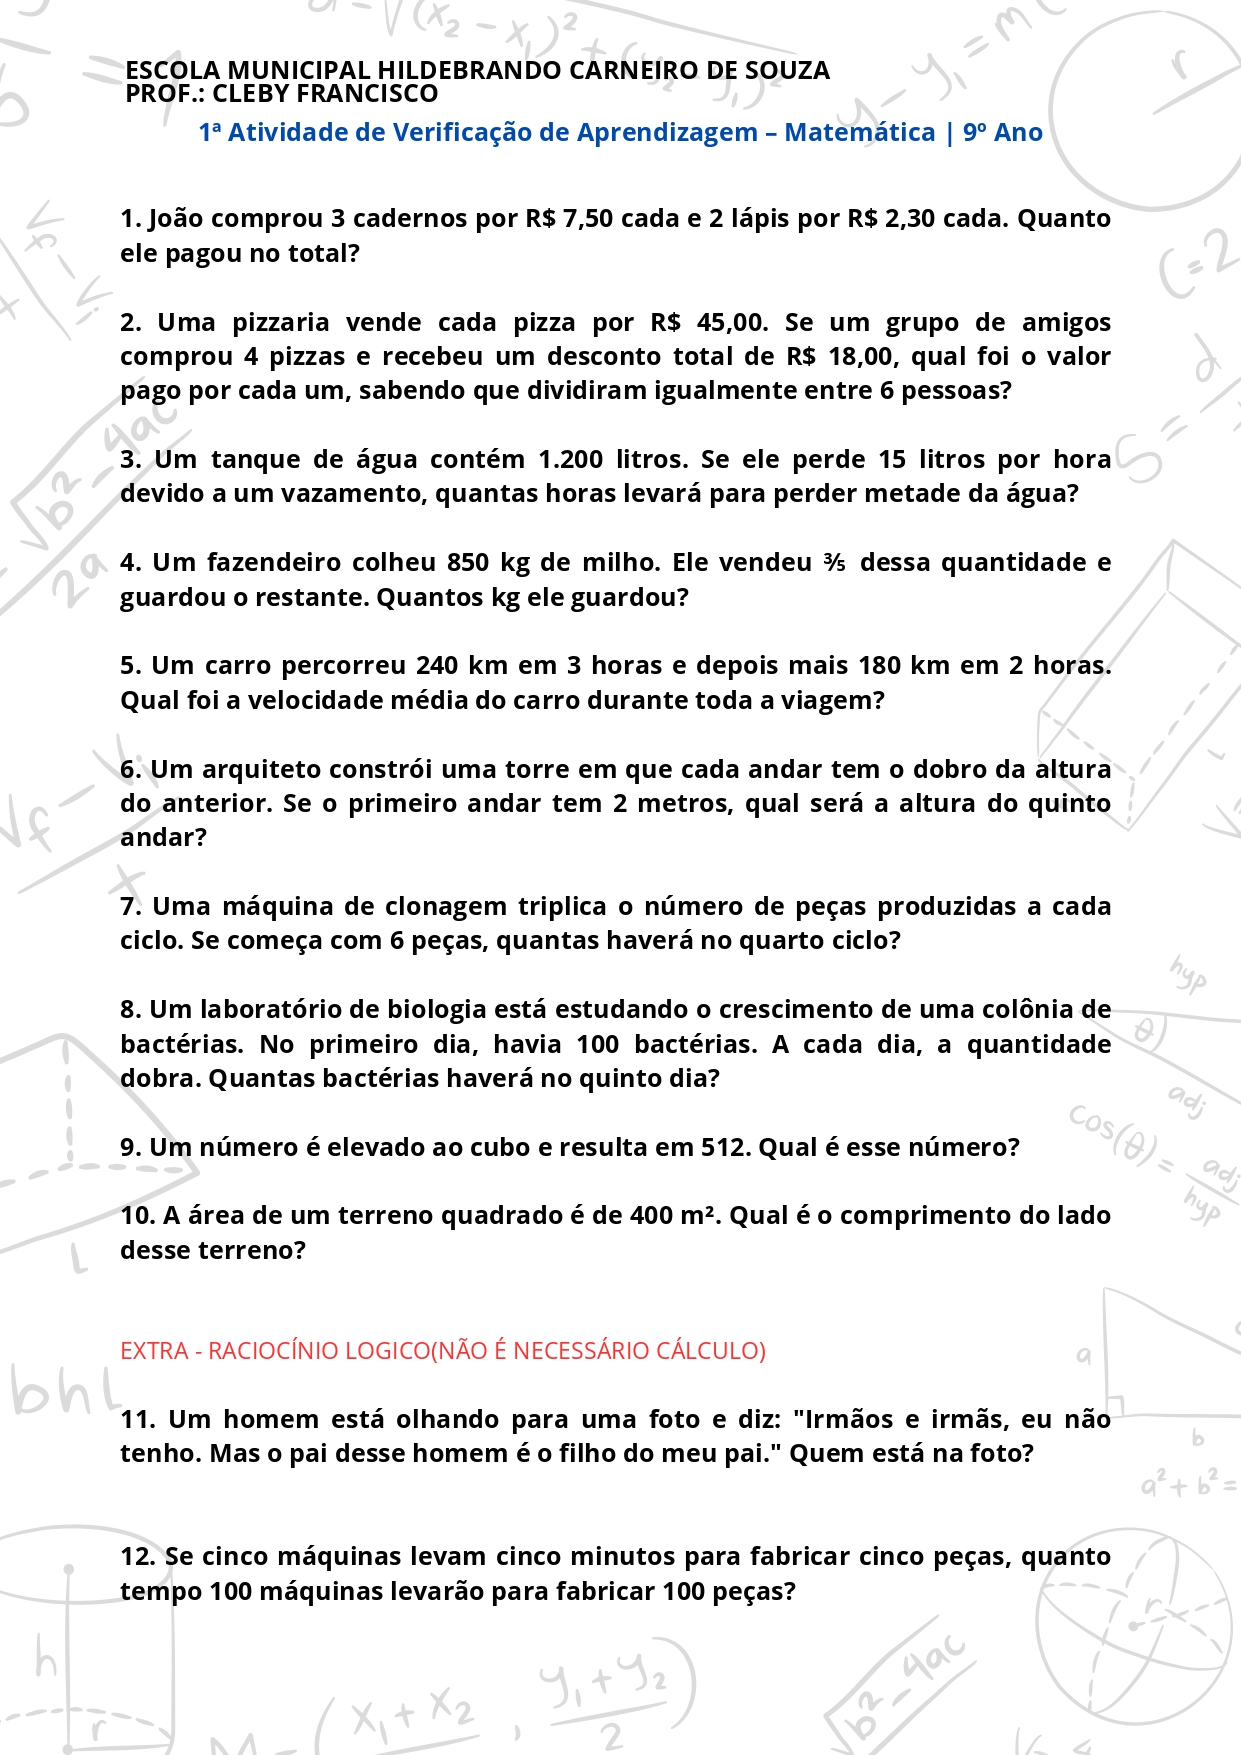 ESCOLA MUNICIPAL HILDEBRANDO CARNEIRO DE SOUZA
PROF.: CLEBY FRANCISCO
1ª Atividade de Verificação de Aprendizagem – Matemática | 9º Ano
1. João comprou 3 cadernos por R$ 7,50 cada e 2 lápis por R$ 2,30 cada. Quanto
ele pagou no total?
2. Uma pizzaria vende cada pizza por R$ 45,00. Se um grupo de amigos
comprou 4 pizzas e recebeu um desconto total de R$ 18,00, qual foi o valor
pago por cada um, sabendo que dividiram igualmente entre 6 pessoas?
3. Um tanque de água contém 1.200 litros. Se ele perde 15 litros por hora
devido a um vazamento, quantas horas levará para perder metade da água?
4. Um fazendeiro colheu 850 kg de milho. Ele vendeu ⅗ dessa quantidade e
guardou o restante. Quantos kg ele guardou?
5. Um carro percorreu 240 km em 3 horas e depois mais 180 km em 2 horas.
Qual foi a velocidade média do carro durante toda a viagem?
6. Um arquiteto constrói uma torre em que cada andar tem o dobro da altura
do anterior. Se o primeiro andar tem 2 metros, qual será a altura do quinto
andar?
7. Uma máquina de clonagem triplica o número de peças produzidas a cada
ciclo. Se começa com 6 peças, quantas haverá no quarto ciclo?
8. Um laboratório de biologia está estudando o crescimento de uma colônia de
bactérias. No primeiro dia, havia 100 bactérias. A cada dia, a quantidade
dobra. Quantas bactérias haverá no quinto dia?
9. Um número é elevado ao cubo e resulta em 512. Qual é esse número?
10. A área de um terreno quadrado é de 400 m². Qual é o comprimento do lado
desse terreno?
EXTRA - RACIOCÍNIO LOGICO(NÃO É NECESSÁRIO CÁLCULO)
11. Um homem está olhando para uma foto e diz: "Irmãos e irmãs, eu não
tenho. Mas o pai desse homem é o filho do meu pai." Quem está na foto?
12. Se cinco máquinas levam cinco minutos para fabricar cinco peças, quanto
tempo 100 máquinas levarão para fabricar 100 peças?